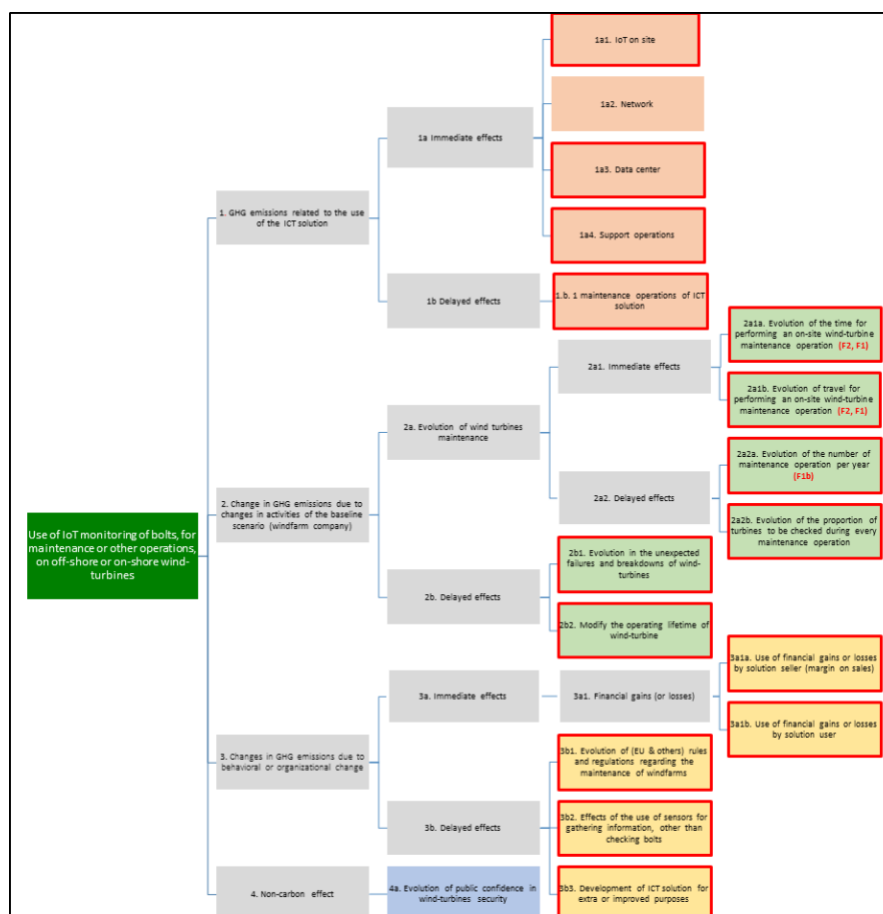 Use of IoT monitoring of bolts, for
maintenance or other operations,
on off-shore or on-shore wind-
turbines
1. GHG emissions related to the use
of the ICT solution
1a Immediate effects
1a1. IoT on site
1a2. Network
1a3. Data center
1a4. Support operations
1b Delayed effects
1.b. 1 maintenance operations of ICT
solution
2. Change in GHG emissions due to
changes in activities of the baseline
scenario (windfarm company)
2a. Evolution of wind turbines
maintenance
2a1. Immediate effects
2a1a. Evolution of the time for
performing an on-site wind-turbine
maintenance operation (F2, F1)
2a1b. Evolution of travel for
performing an on-site wind-turbine
maintenance operation (F2, F1)
2a2. Delayed effects
2a2a. Evolution of the number of
maintenance operation per year
(F1b)
2a2b. Evolution of the proportion of
turbines to be checked during every
maintenance operation
2b. Delayed effects
2b1. Evolution in the unexpected
failures and breakdowns of wind-
turbines
2b2. Modify the operating lifetime of
wind-turbine
3. Changes in GHG emissions due to
behavioral or organizational change
3a. Immediate effects
3a1. Financial gains (or losses)
3a1a. Use of financial gains or losses
by solution seller (margin on sales)
3a1b. Use of financial gains or losses
by solution user
3b. Delayed effects
3b1. Evolution of (EU & others) rules
and regulations regarding the
maintenance of windfarms
3b2. Effects of the use of sensors for
gathering information, other than
checking bolts
3b3. Development of ICT solution for
extra or improved purposes
4. Non-carbon effect
4a. Evolution of public confidence in
wind-turbines security